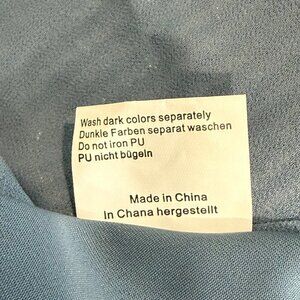 Wash dark colors separately
Dunkle Farben separat waschen
Do not iron PU
PU nicht bügeln
Made in China
In Chana hergestellt